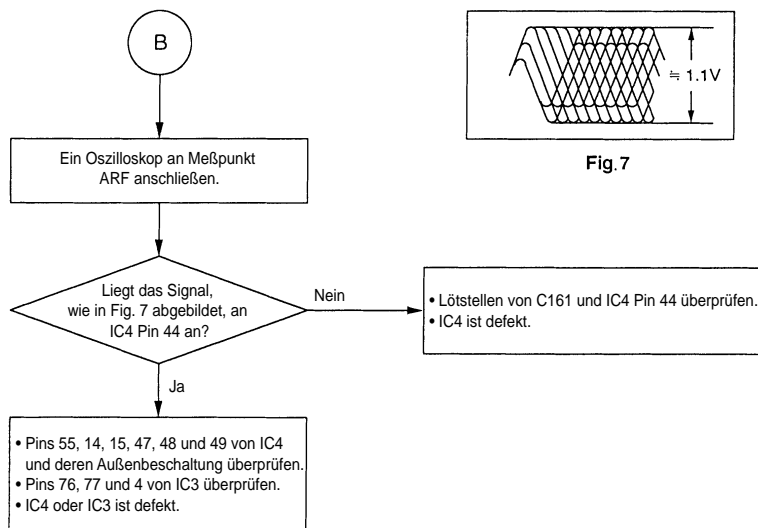 B
Ein Oszilloskop an Meßpunkt
ARF anschließen.
≒ 1.1V
Fig.7
Liegt das Signal,
wie in Fig. 7 abgebildet, an
IC4 Pin 44 an?
Nein
• Lötstellen von C161 und IC4 Pin 44 überprüfen.
• IC4 ist defekt.
Ja
• Pins 55, 14, 15, 47, 48 und 49 von IC4
und deren Außenbeschaltung überprüfen.
• Pins 76, 77 und 4 von IC3 überprüfen.
• IC4 oder IC3 ist defekt.